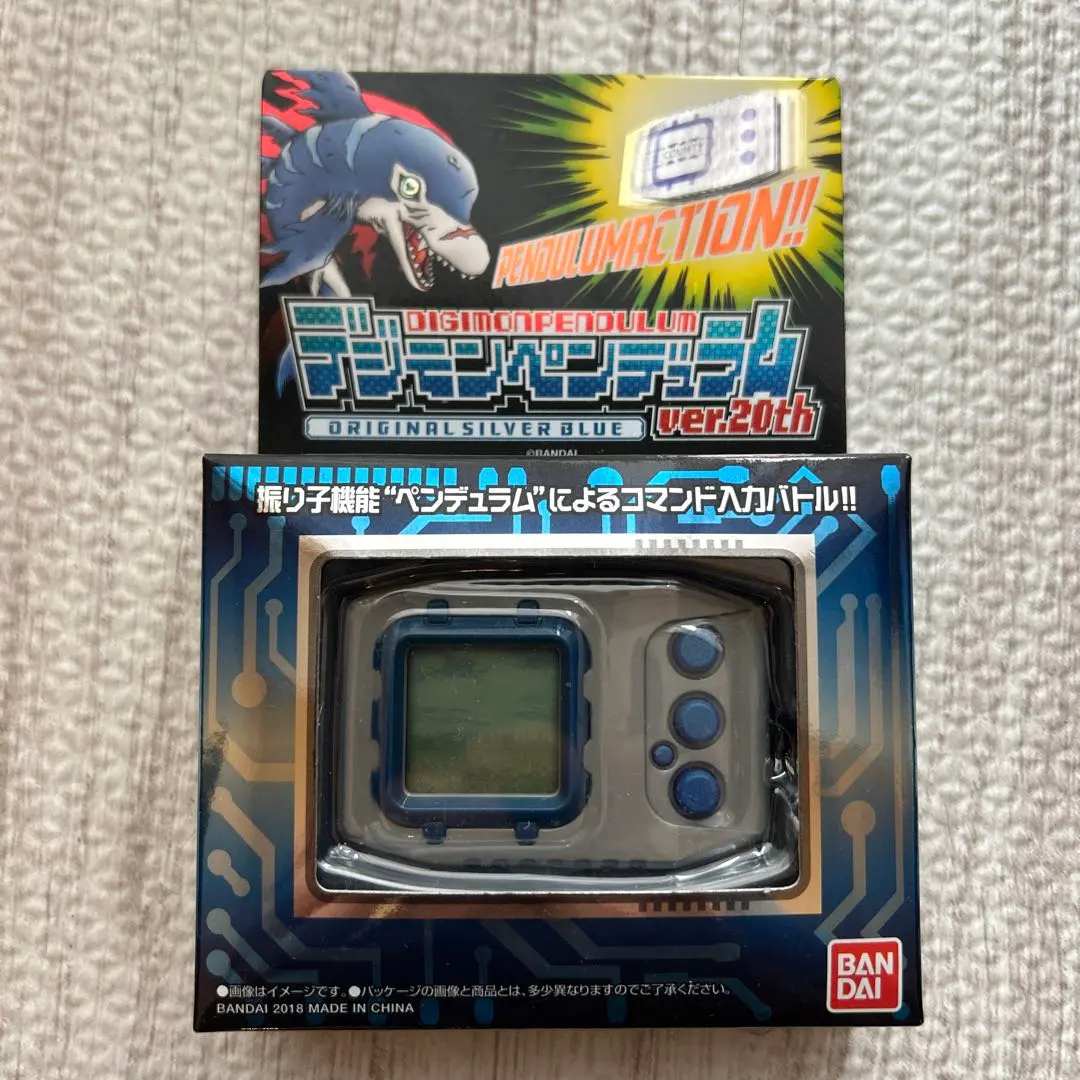 PENDULUMACTION!!
DIGIMONPENDULUM
デジモンペンデュラム
ver.20th
ORIGINAL SILVER BLUE
©BANDAI
振り子機能“ペンデュラム”によるコマンド入力バトル!!
BAN
DAI
●画像はイメージです。●パッケージの画像と商品とは、多少異なりますのでご了承ください。
BANDAI 2018 MADE IN CHINA